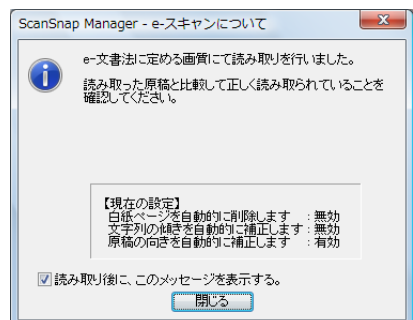 ScanSnap Manager - e-スキャンについて
e-文書法に定める画質にて読み取りを行いました。
読み取った原稿と比較して正しく読み取られていることを
確認してください。
【現在の設定】
白紙ページを自動的に削除します　：無効
文字列の傾きを自動的に補正します　：無効
原稿の向きを自動的に補正します　：有効
読み取り後に、このメッセージを表示する。
閉じる